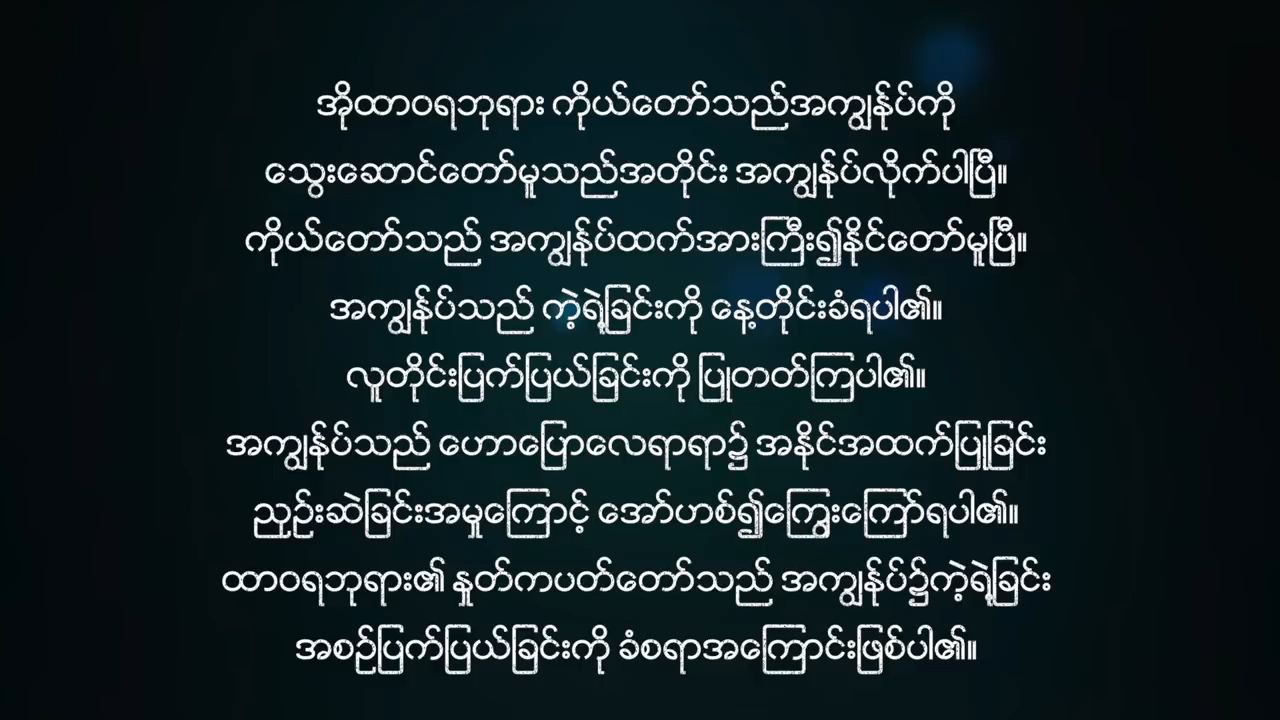 အိုထာဝရဘုရား ကိုယ်တော်သည်အကျွန်ုပ်ကို
သွေးဆောင်တော်မူသည်အတိုင်း အကျွန်ုပ်လိုက်ပါပြီ။
ကိုယ်တော်သည် အကျွန်ုပ်ထက်အားကြီး၍နိုင်တော်မူပြီ။
အကျွန်ုပ်သည် ကဲ့ရဲ့ခြင်းကို နေ့တိုင်းခံရပါ၏။
လူတိုင်းပြက်ပြယ်ခြင်းကို ပြုတတ်ကြပါ၏။
အကျွန်ုပ်သည် ဟောပြောလေရာရာ၌ အနိုင်အထက်ပြုခြင်း
ညှဉ်းဆဲခြင်းအမှုကြောင့် အော်ဟစ်၍ကြွေးကြော်ရပါ၏။
ထာဝရဘုရား၏ နှုတ်ကပတ်တော်သည် အကျွန်ုပ်၌ကဲ့ရဲ့ခြင်း
အစဉ်ပြက်ပြယ်ခြင်းကို ခံစရာအကြောင်းဖြစ်ပါ၏။